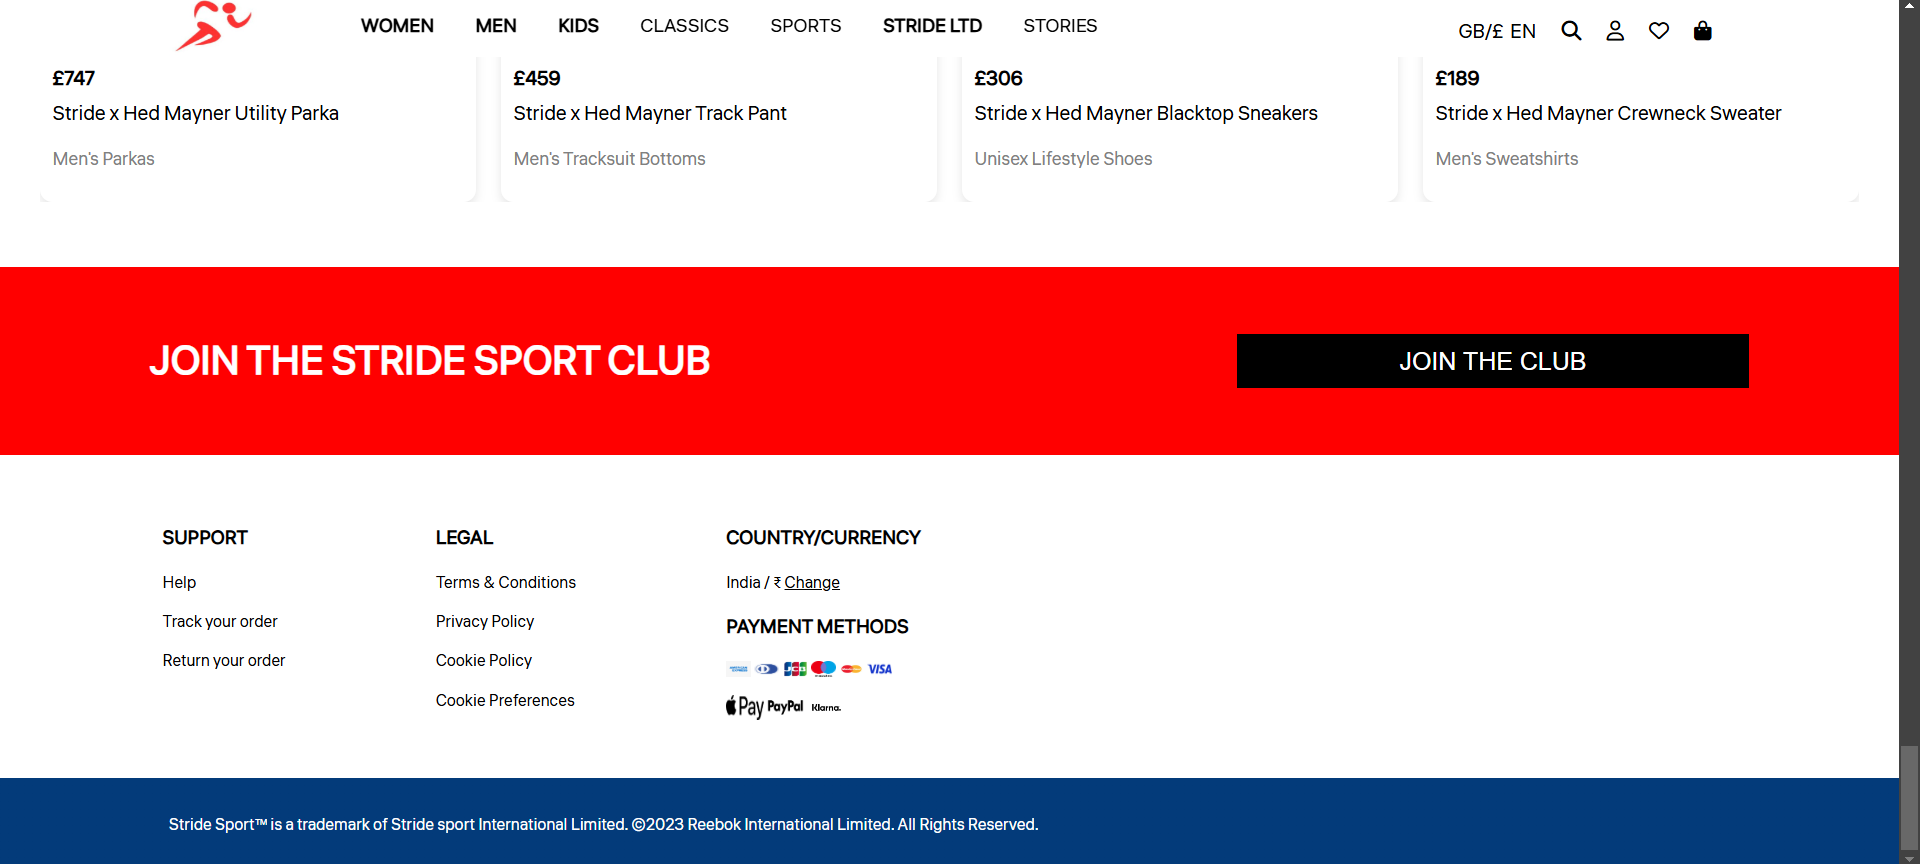 WOMEN MEN KIDS CLASSICS SPORTS STRIDE LTD STORIES GB/£ EN
£747 £459 £306 £189
Stride x Hed Mayner Utility Parka Stride x Hed Mayner Track Pant Stride x Hed Mayner Blacktop Sneakers Stride x Hed Mayner Crewneck Sweater
Men's Parkas Men's Tracksuit Bottoms Unisex Lifestyle Shoes Men's Sweatshirts
JOIN THE STRIDE SPORT CLUB JOIN THE CLUB
SUPPORT
Help
Track your order
Return your order
LEGAL
Terms & Conditions
Privacy Policy
Cookie Policy
Cookie Preferences
COUNTRY/CURRENCY
India / ₹ Change
PAYMENT METHODS
AMERICAN EXPRESS JCB VISA
Pay PayPal Klarna.
Stride Sport™ is a trademark of Stride sport International Limited. ©2023 Reebok International Limited. All Rights Reserved.